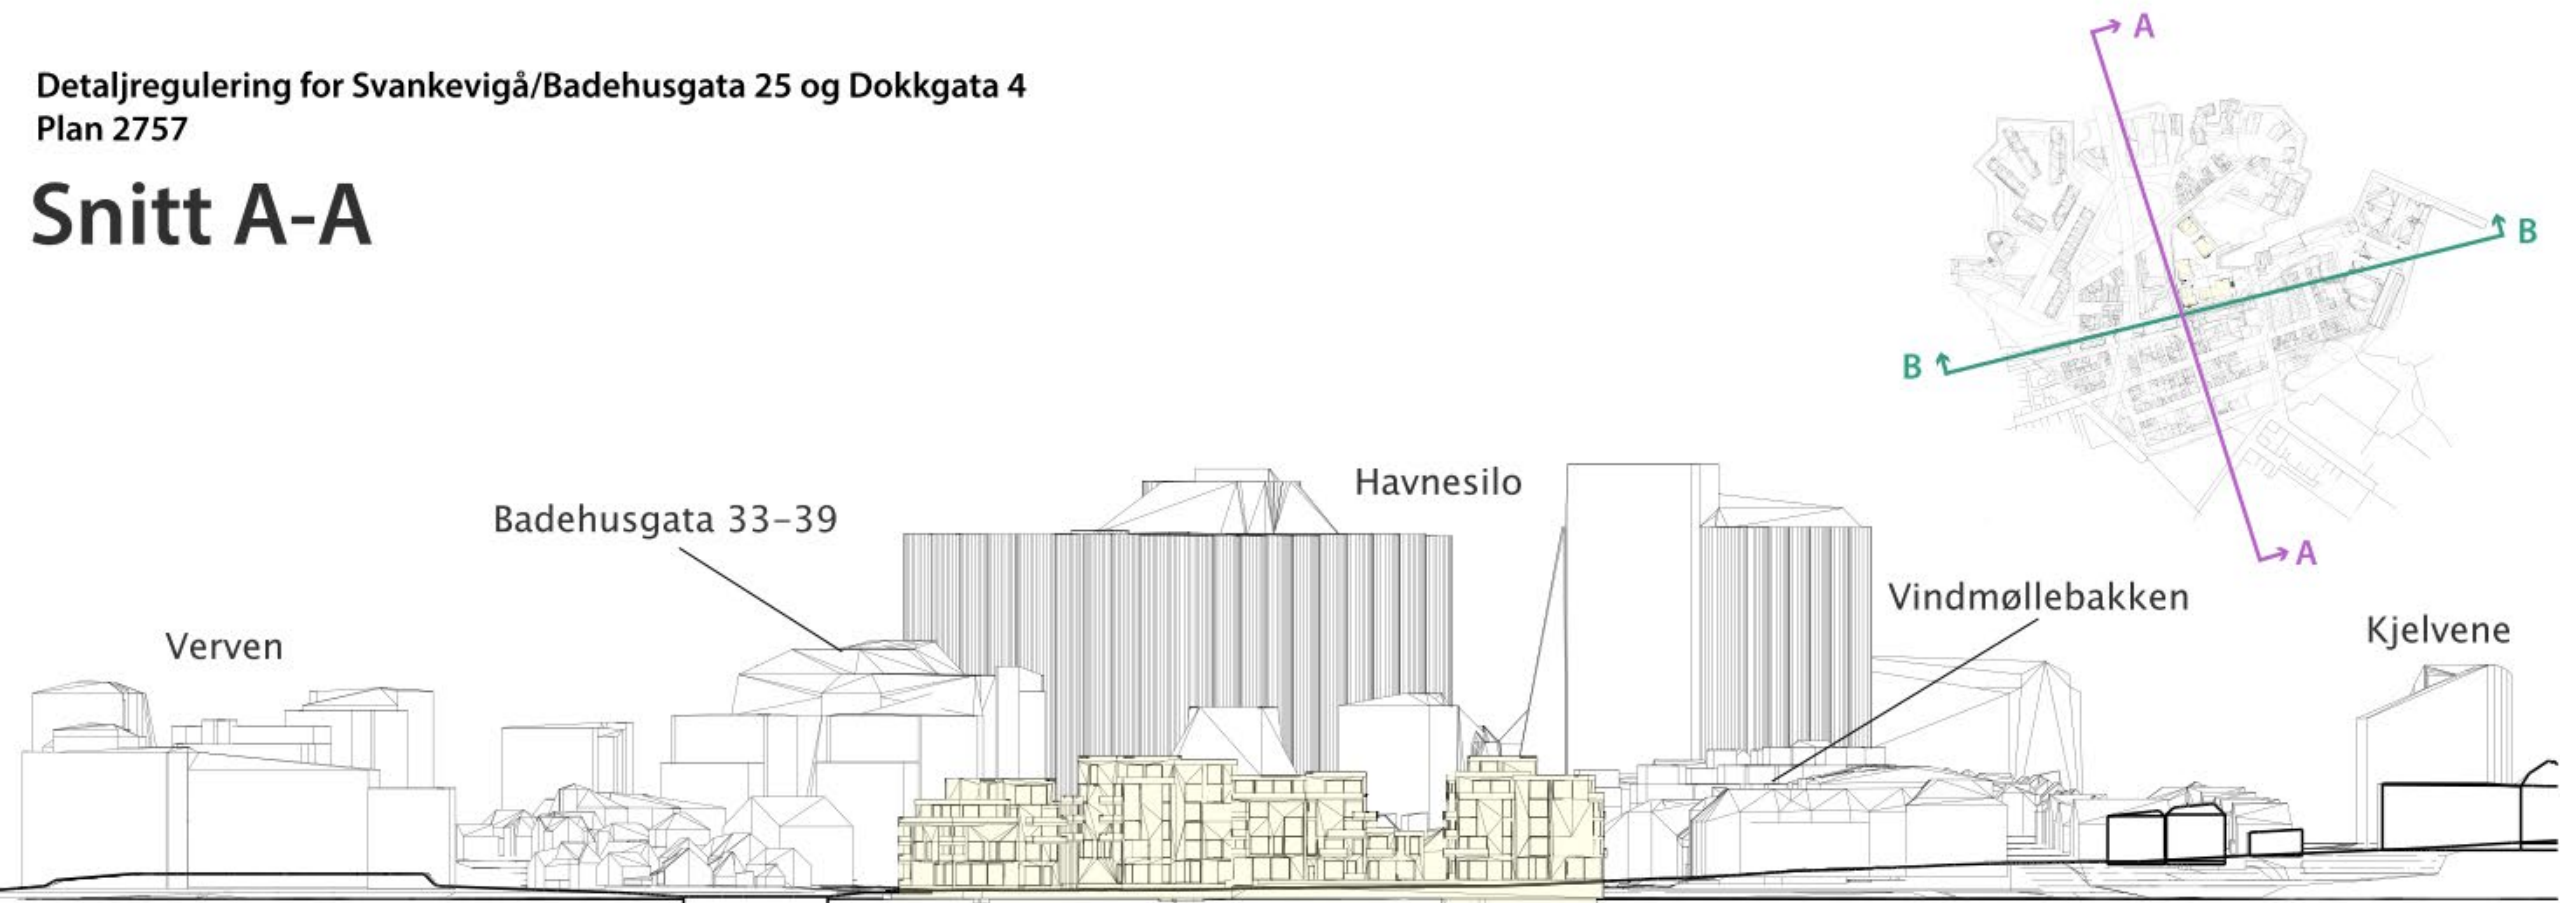 Detaljregulering for Svankevigå/Badehusgata 25 og Dokkgata 4
Plan 2757
Snitt A-A
A
B
B
A
Havnesilo
Badehusgata 33-39
Vindmøllebakken
Verven
Kjelvene